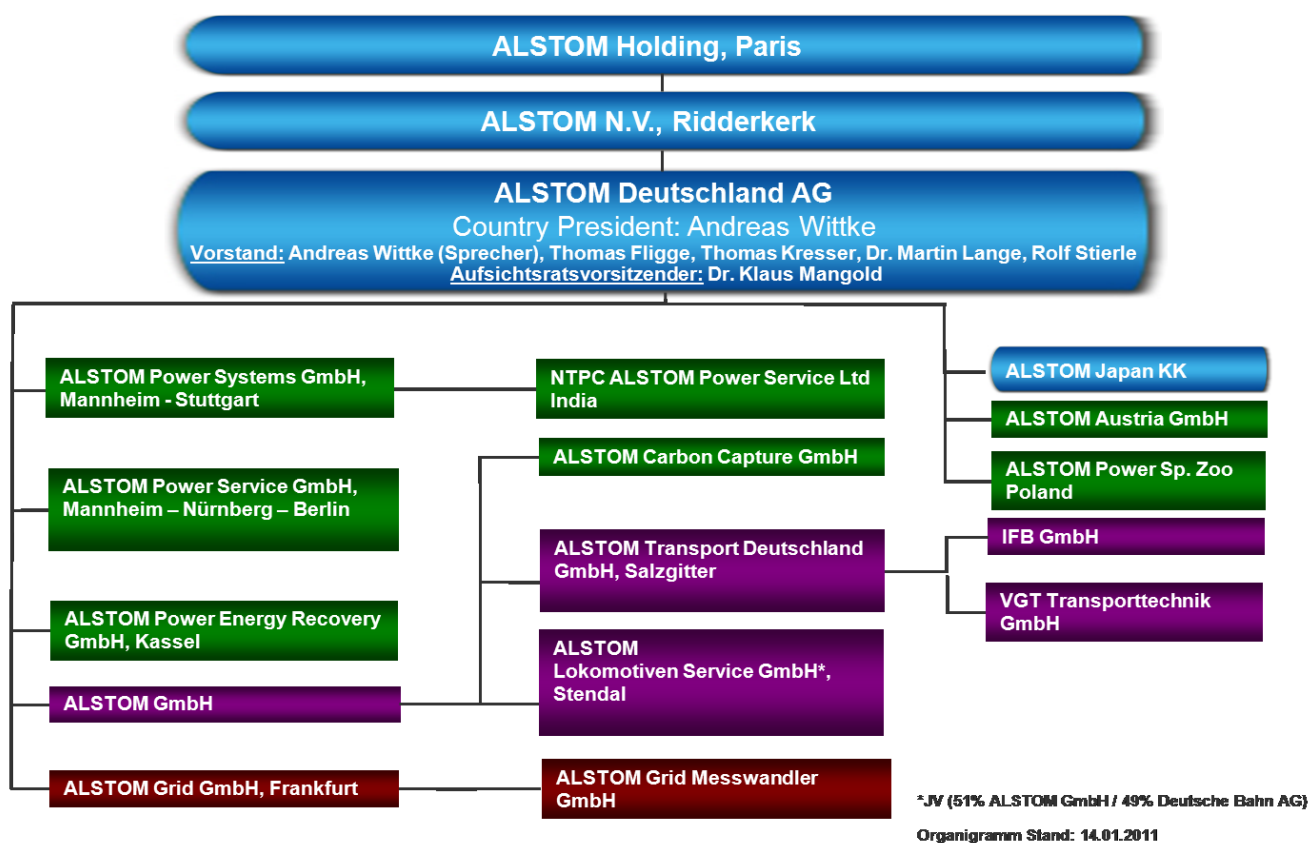 ALSTOM Holding, Paris
ALSTOM N.V., Ridderkerk
ALSTOM Deutschland AG
Country President: Andreas Wittke
Vorstand: Andreas Wittke (Sprecher), Thomas Fligge, Thomas Kresser, Dr. Martin Lange, Rolf Stierle
Aufsichtsratsvorsitzender: Dr. Klaus Mangold
ALSTOM Power Systems GmbH,
Mannheim - Stuttgart
ALSTOM Power Service GmbH,
Mannheim – Nürnberg – Berlin
ALSTOM Power Energy Recovery
GmbH, Kassel
ALSTOM GmbH
ALSTOM Grid GmbH, Frankfurt
NTPC ALSTOM Power Service Ltd
India
ALSTOM Carbon Capture GmbH
ALSTOM Transport Deutschland
GmbH, Salzgitter
ALSTOM
Lokomotiven Service GmbH*,
Stendal
ALSTOM Grid Messwandler
GmbH
ALSTOM Japan KK
ALSTOM Austria GmbH
ALSTOM Power Sp. Zoo
Poland
IFB GmbH
VGT Transporttechnik
GmbH
*JV (51% ALSTOM GmbH / 49% Deutsche Bahn AG)
Organigramm Stand: 14.01.2011